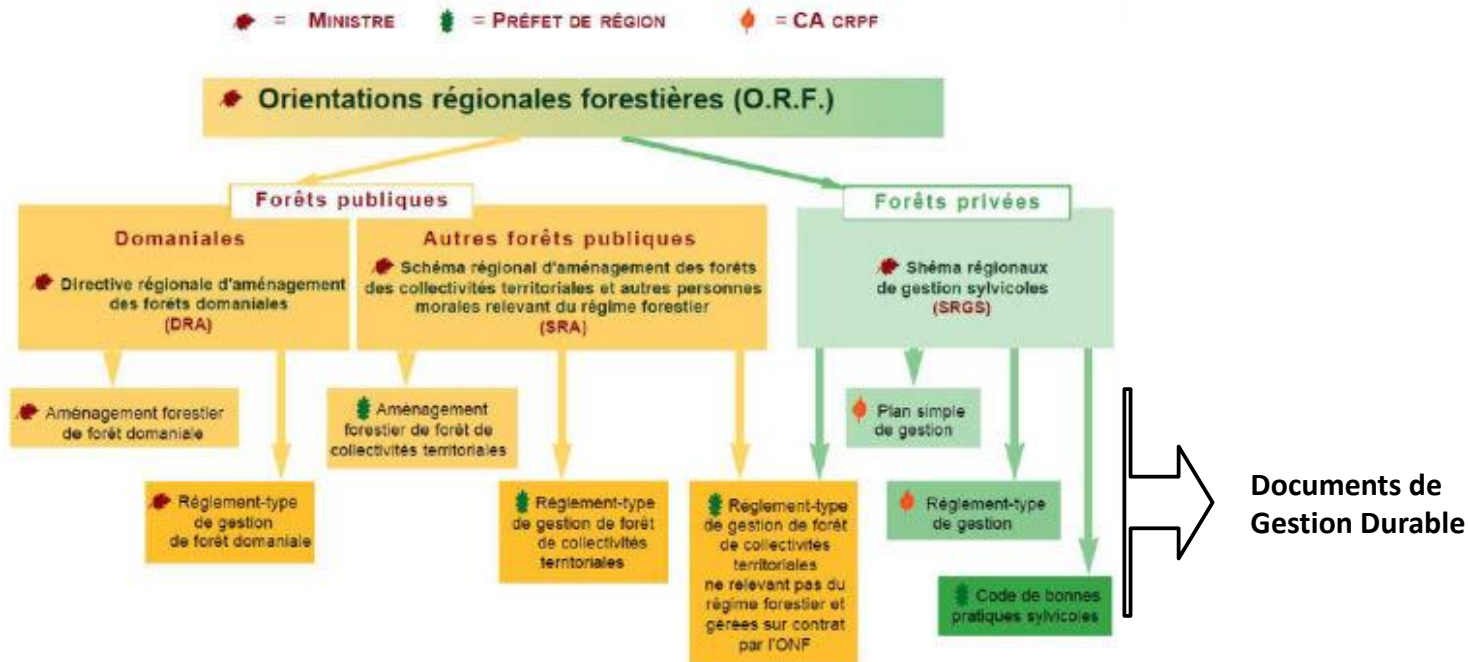 = MINISTRE = PRÉFET DE RÉGION = CA CRPF
Orientations régionales forestières (O.R.F.)
Forêts publiques
Forêts privées
Domaniales
Directive régionale d'aménagement
des forêts domaniales
(DRA)
Autres forêts publiques
Schéma régional d'aménagement des forêts
des collectivités territoriales et autres personnes
morales relevant du régime forestier
(SRA)
Shéma régionaux
de gestion sylvicoles
(SRGS)
Aménagement forestier
de forêt domaniale
Aménagement
forestier de forêt de
collectivités territoriales
Plan simple
de gestion
Réglement-type
de gestion
de forêt domaniale
Réglement-type
de gestion de forêt
de collectivités
territoriales
Réglement-type
de gestion de forêt
de collectivités
territoriales
ne relevant pas du
régime forestier et
gérées sur contrat
par l'ONF
Réglement-type
de gestion
Code de bonnes
pratiques sylvicoles
Documents de
Gestion Durable